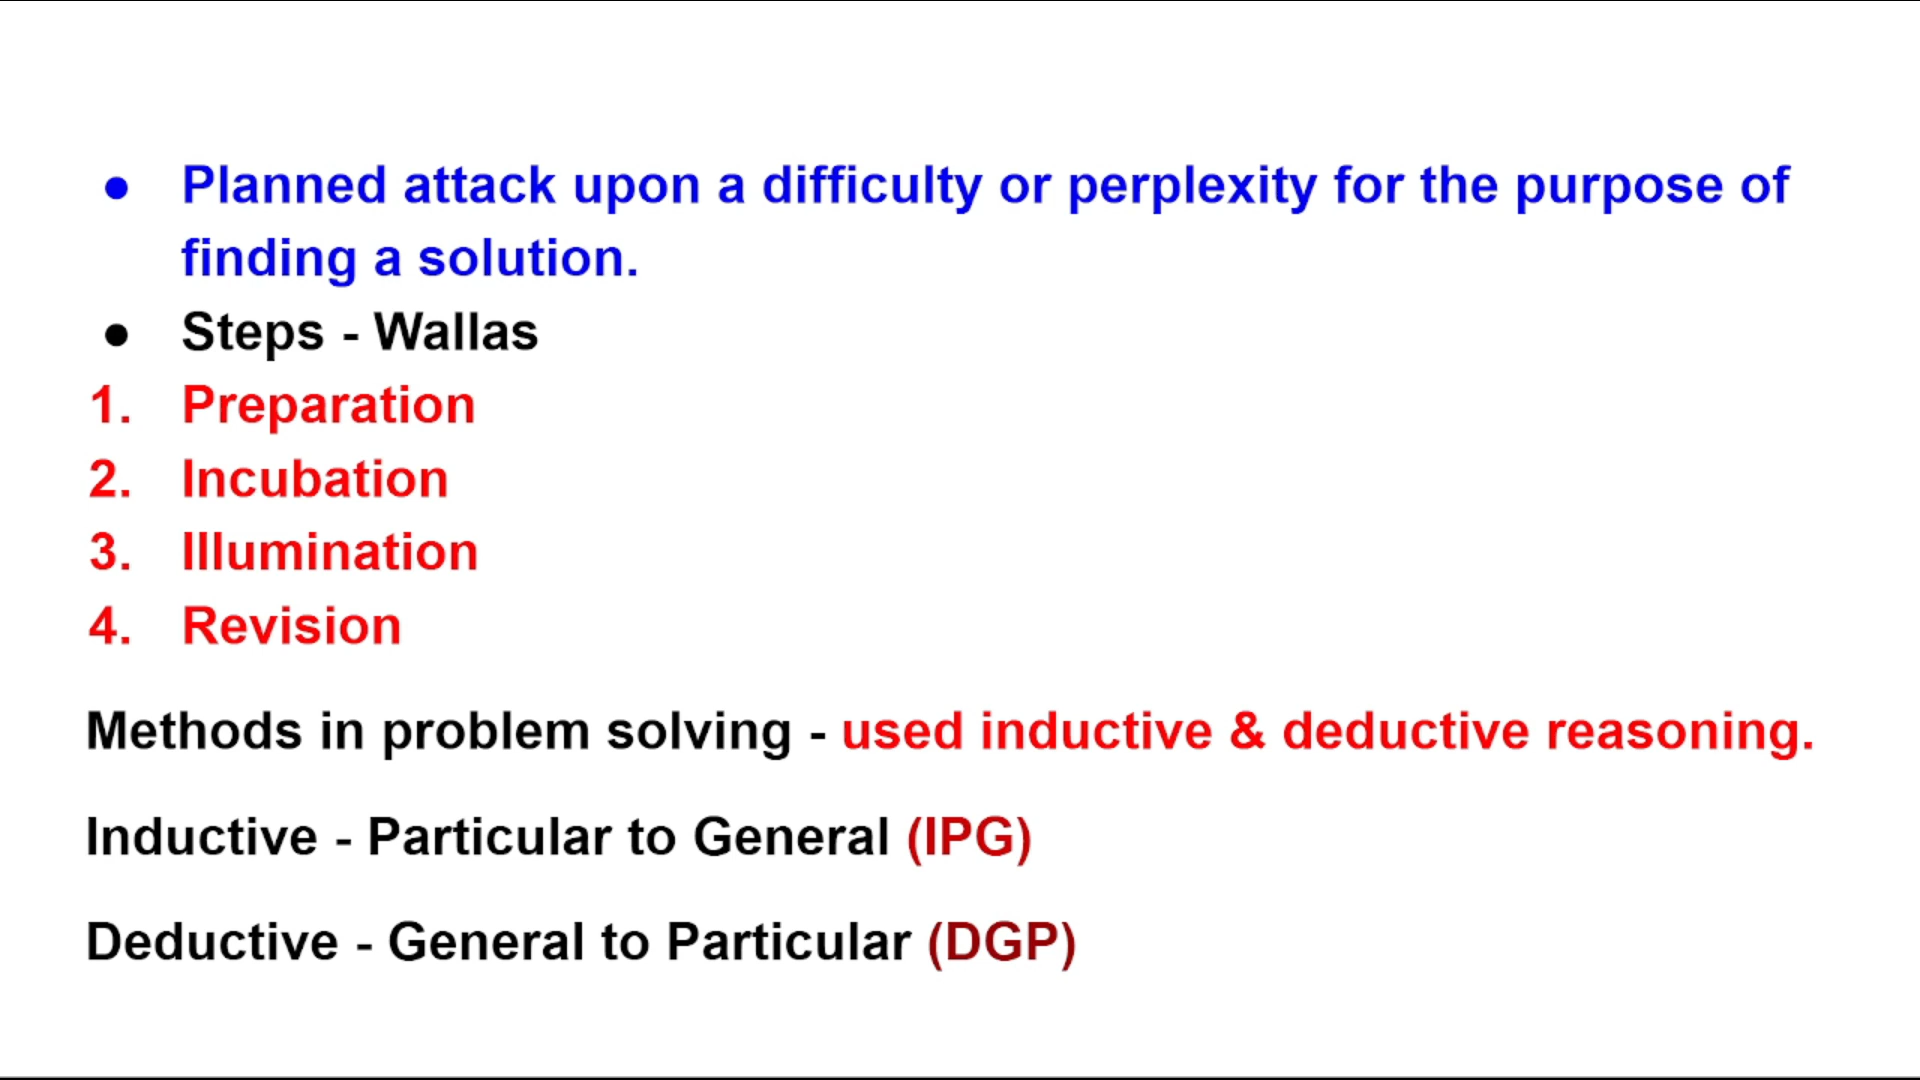 ● Planned attack upon a difficulty or perplexity for the purpose of
finding a solution.
● Steps - Wallas
1. Preparation
2. Incubation
3. Illumination
4. Revision
Methods in problem solving - used inductive & deductive reasoning.
Inductive - Particular to General (IPG)
Deductive - General to Particular (DGP)